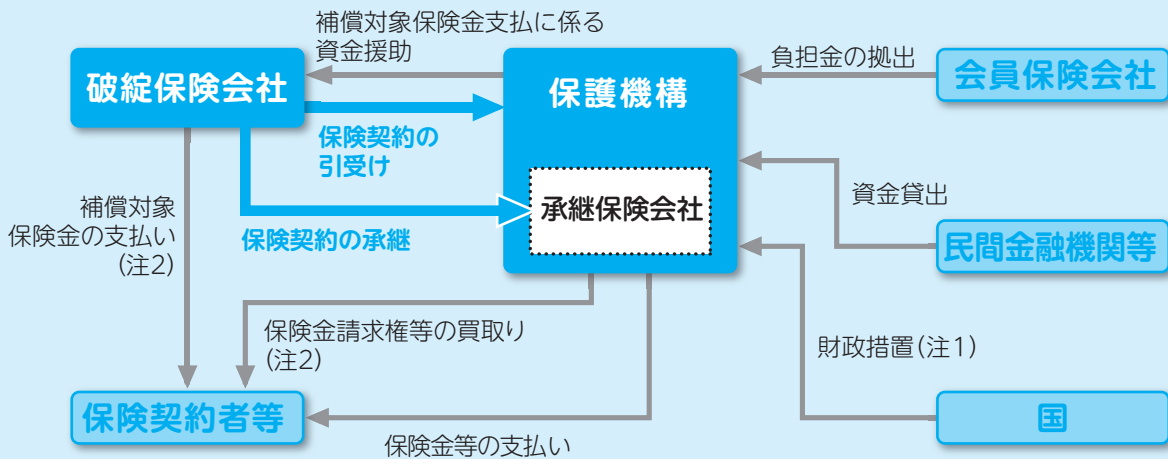 補償対象保険金支払に係る
資金援助
破綻保険会社
保護機構
負担金の拠出
会員保険会社
保険契約の
引受け
承継保険会社
保険契約の承継
資金貸出
民間金融機関等
補償対象
保険金の支払い
(注2)
保険金請求権等の買取り
(注2)
財政措置(注1)
保険契約者等
国
保険金等の支払い